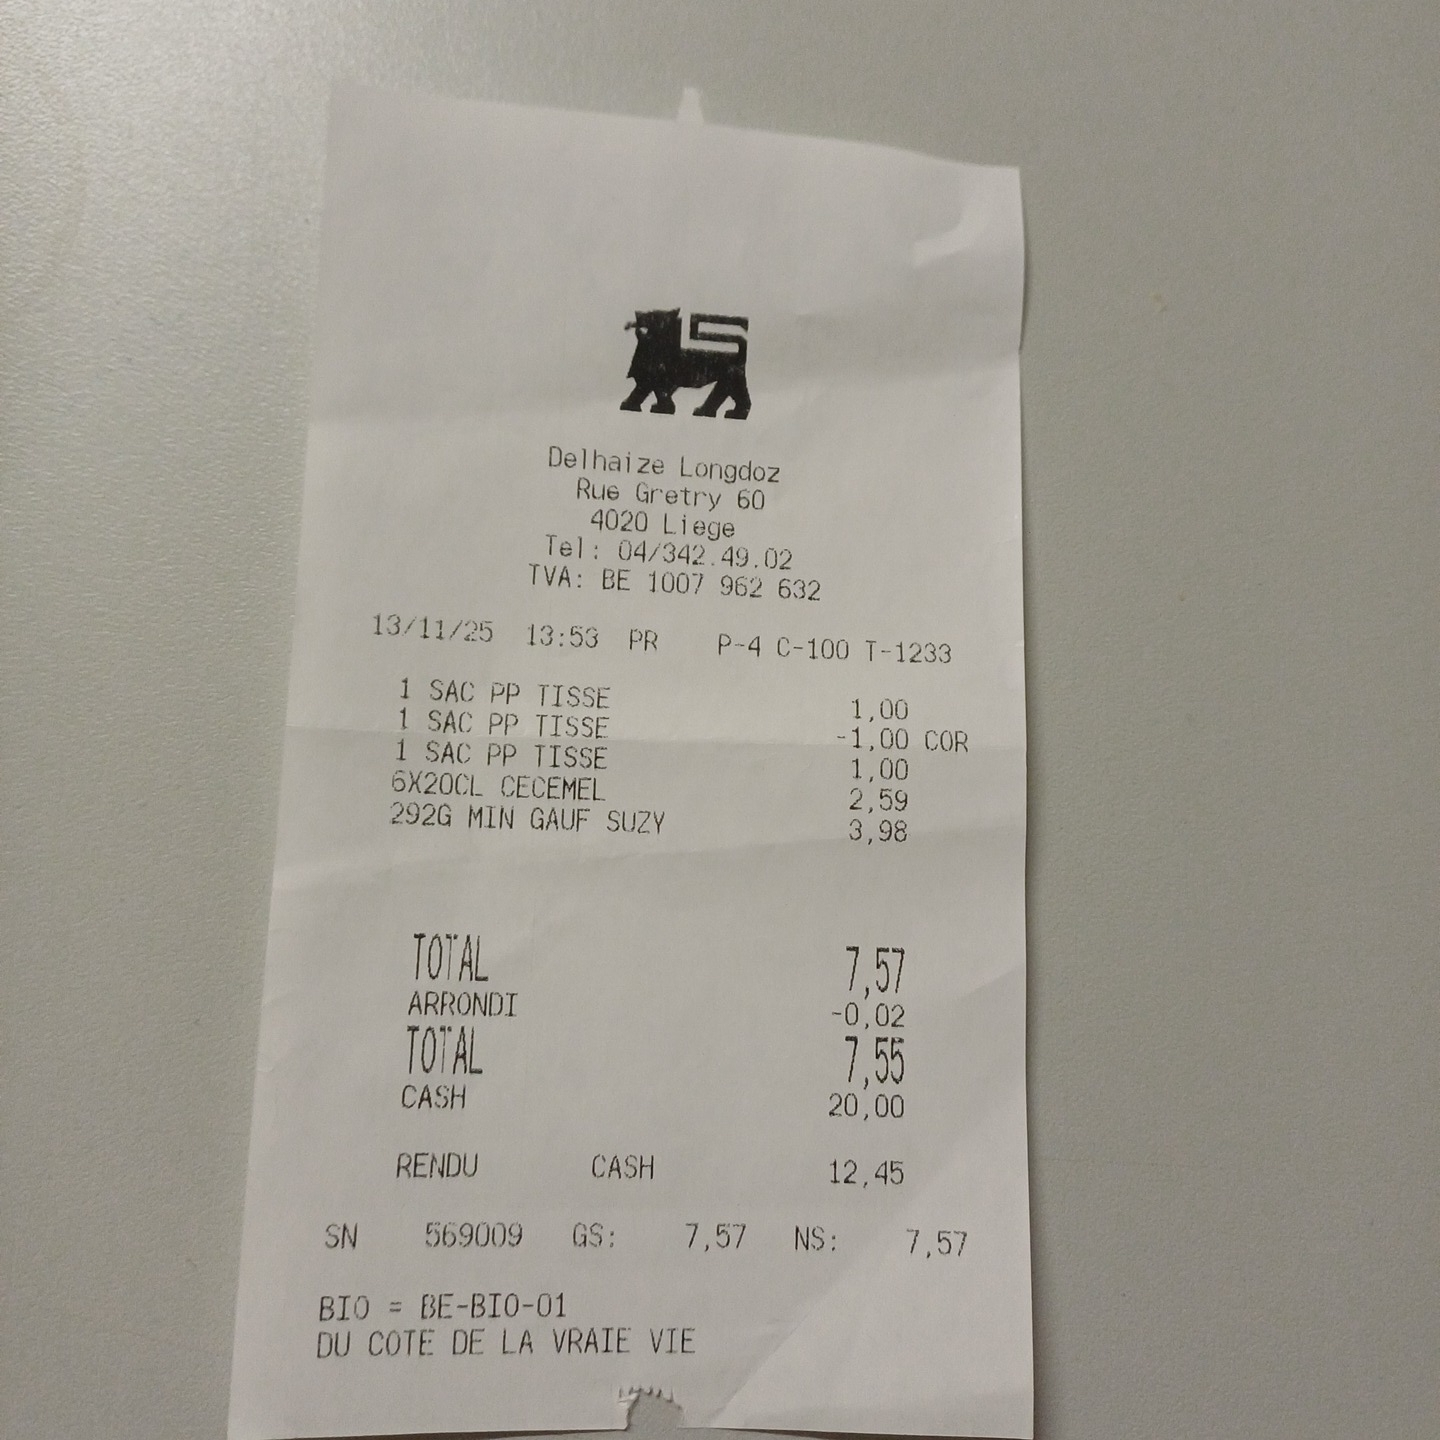 Delhaize Longdoz
Rue Gretry 60
4020 Liege
Tel: 04/342.49.02
TVA: BE 1007 962 632
13/11/25 13:53 PR P-4 C-100 T-1233
1 SAC PP TISSE 1,00
1 SAC PP TISSE -1,00 COR
1 SAC PP TISSE 1,00
6X20CL CECEMEL 2,59
292G MIN GAUF SUZY 3,98
TOTAL 7,57
ARRONDI -0,02
TOTAL 7,55
CASH 20,00
RENDU CASH 12,45
SN 569009 GS: 7,57 NS: 7,57
BIO = BE-BIO-01
DU COTE DE LA VRAIE VIE